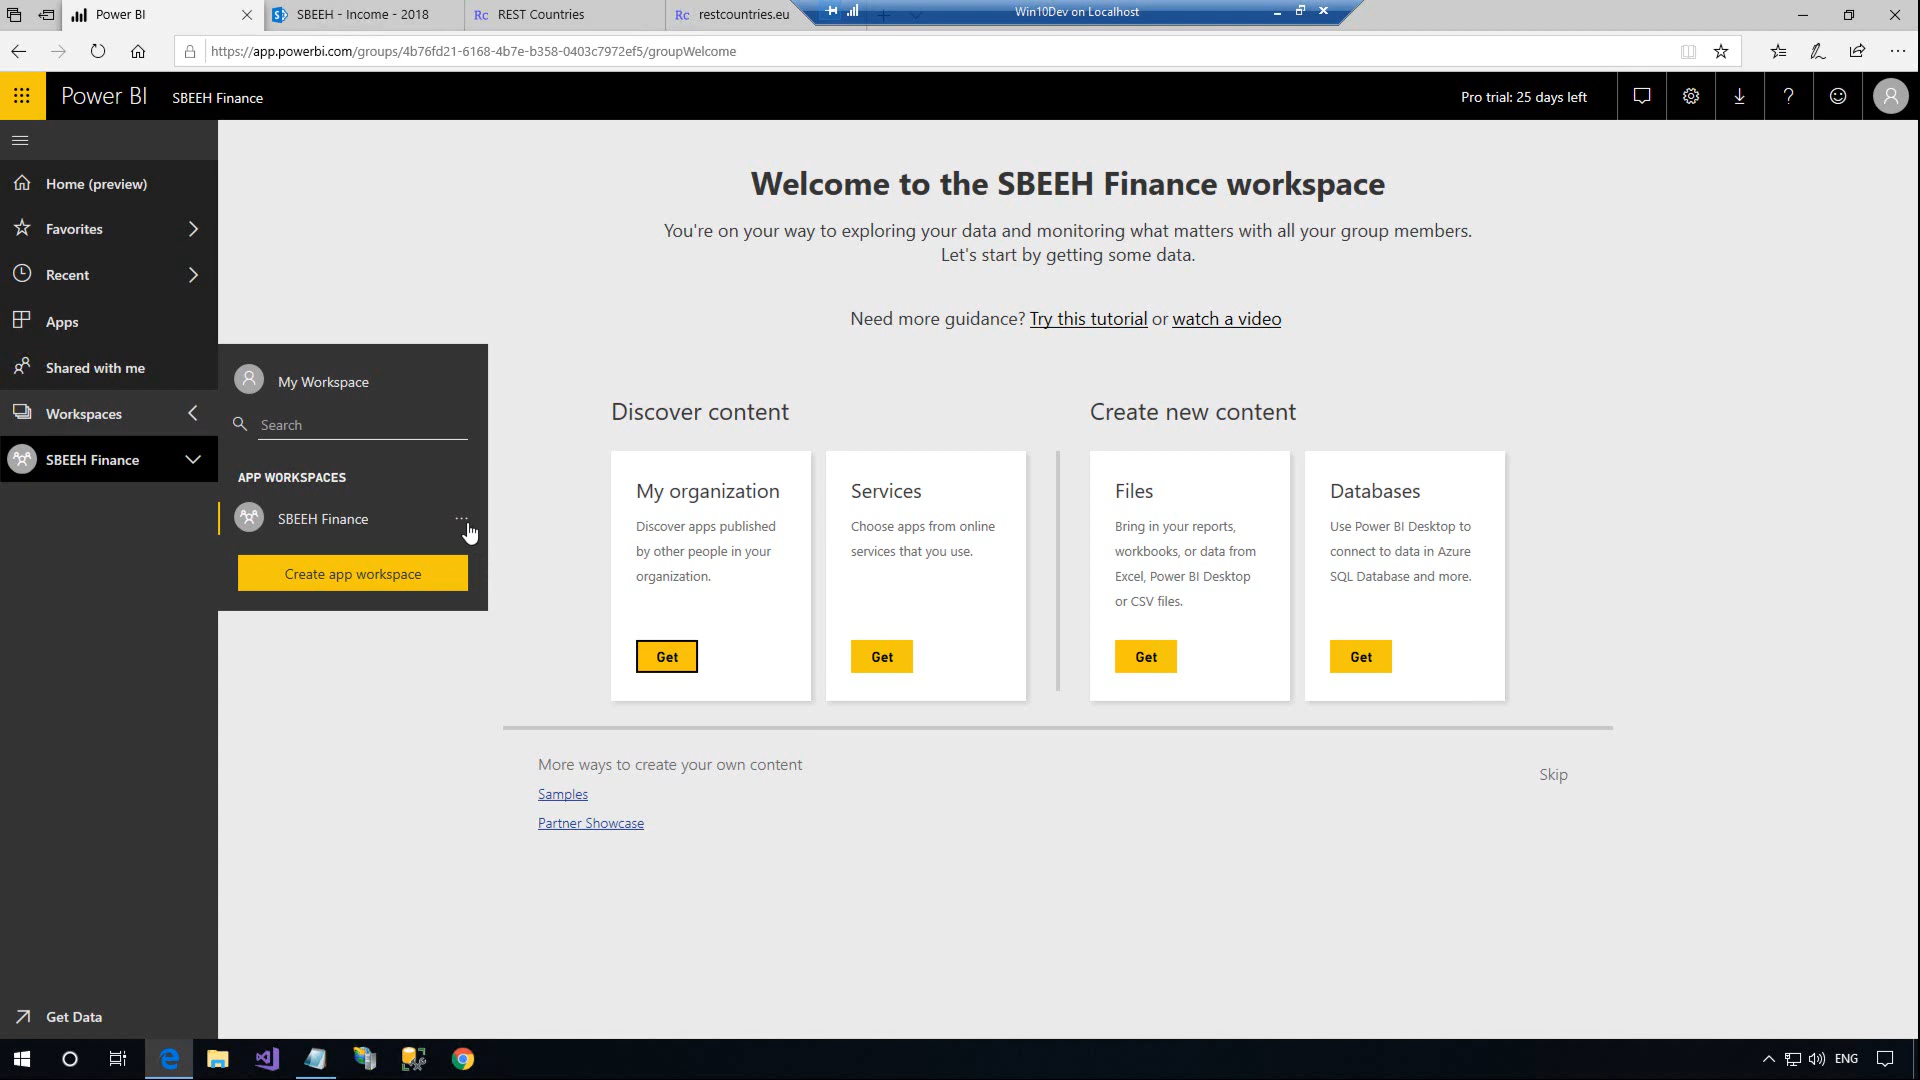 Power BI
SBEEH - Income - 2018
Rc REST Countries
Rc restcountries.eu
Win10Dev on Localhost
https://app.powerbi.com/groups/4b76fd21-6168-4b7e-b358-0403c7972ef5/groupWelcome
Power BI SBEEH Finance
Pro trial: 25 days left
Home (preview)
Favorites
Recent
Apps
Shared with me
Workspaces
SBEEH Finance
Get Data
My Workspace
Search
APP WORKSPACES
SBEEH Finance
Create app workspace
Welcome to the SBEEH Finance workspace
You're on your way to exploring your data and monitoring what matters with all your group members.
Let's start by getting some data.
Need more guidance? Try this tutorial or watch a video
Discover content
My organization
Discover apps published
by other people in your
organization.
Get
Services
Choose apps from online
services that you use.
Get
Create new content
Files
Bring in your reports,
workbooks, or data from
Excel, Power BI Desktop
or CSV files.
Get
Databases
Use Power BI Desktop to
connect to data in Azure
SQL Database and more.
Get
More ways to create your own content
Samples
Partner Showcase
Skip
ENG